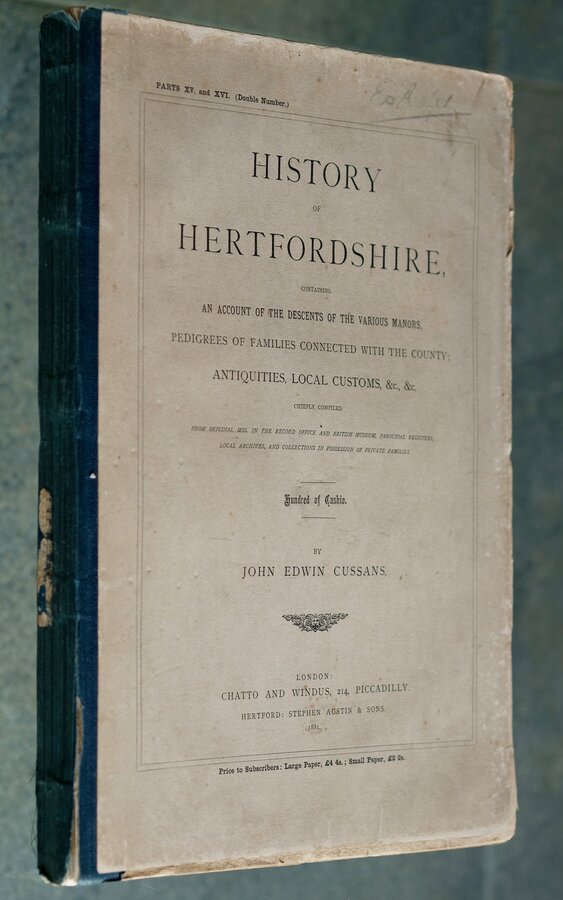 PARTS XV. and XVI. (Double Number.)
HISTORY
OF
HERTFORDSHIRE,
CONTAINING
AN ACCOUNT OF THE DESCENTS OF THE VARIOUS MANORS,
PEDIGREES OF FAMILIES CONNECTED WITH THE COUNTY;
ANTIQUITIES, LOCAL CUSTOMS, &c., &c.
CHIEFLY COMPILED
FROM ORIGINAL MSS. IN THE RECORD OFFICE AND BRITISH MUSEUM, PAROCHIAL REGISTERS,
LOCAL ARCHIVES, AND COLLECTIONS IN POSSESSION OF PRIVATE FAMILIES.
Hundred of Cashio.
BY
JOHN EDWIN CUSSANS.
LONDON:
CHATTO AND WINDUS, 214, PICCADILLY.
HERTFORD: STEPHEN AUSTIN & SONS.
1881.
Price to Subscribers: Large Paper, £4 4s.; Small Paper, £2 2s.